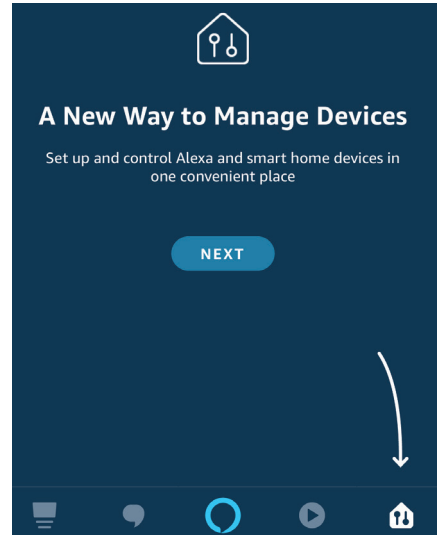 A New Way to Manage Devices
Set up and control Alexa and smart home devices in
one convenient place
NEXT